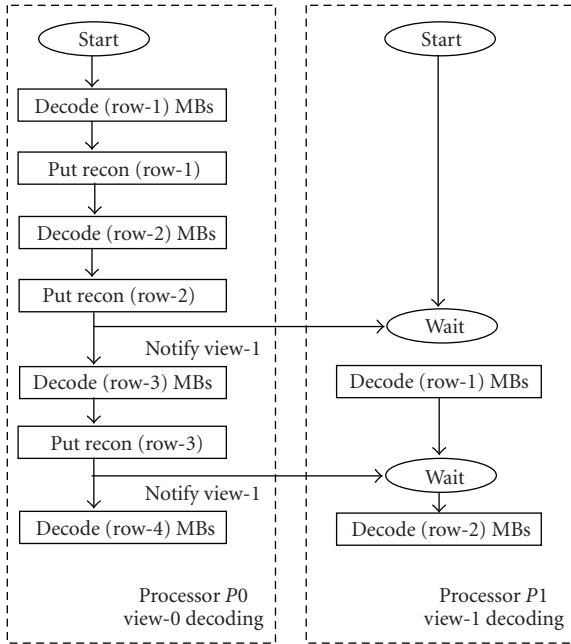 Start
Decode (row-1) MBs
Put recon (row-1)
Decode (row-2) MBs
Put recon (row-2)
Notify view-1
Decode (row-3) MBs
Put recon (row-3)
Notify view-1
Decode (row-4) MBs
Processor P0
view-0 decoding
Start
Wait
Decode (row-1) MBs
Wait
Decode (row-2) MBs
Processor P1
view-1 decoding